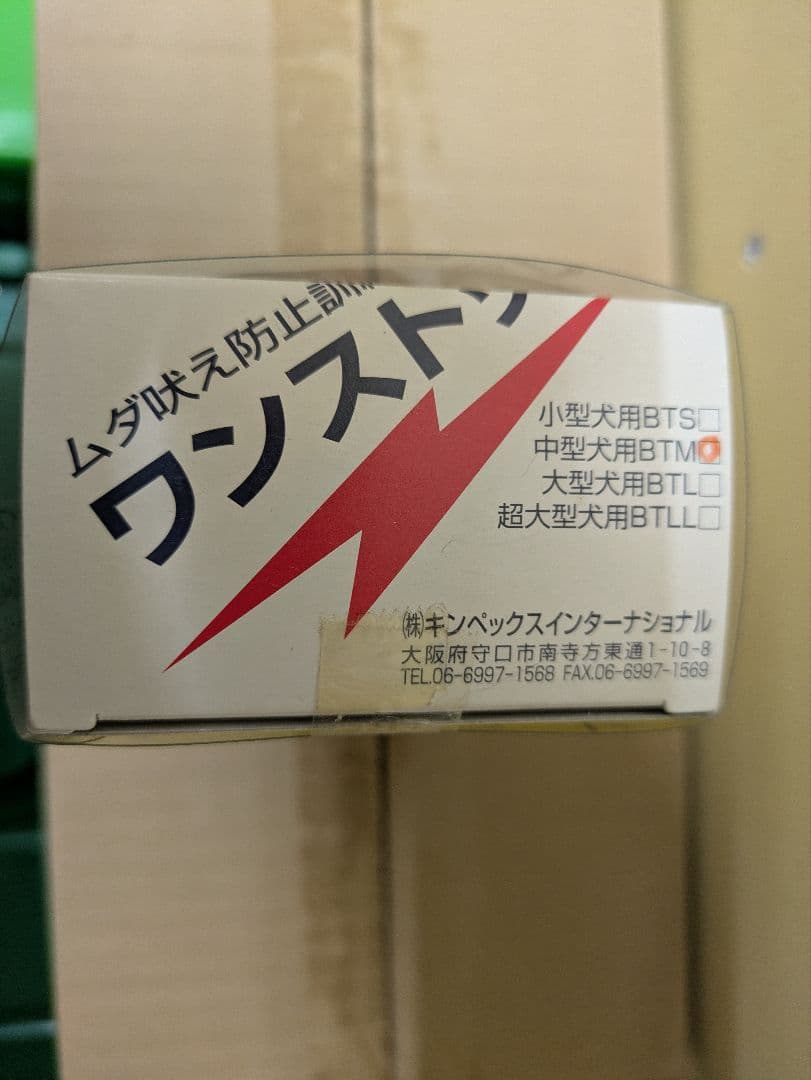 ムダ吠え防止訓
ワンスト
小型犬用BTS□
中型犬用BTM□
大型犬用BTL□
超大型犬用BTLL□
㈱キンペックスインターナショナル
大阪府守口市南寺方東通1-10-8
TEL.06-6997-1568 FAX.06-6997-1569